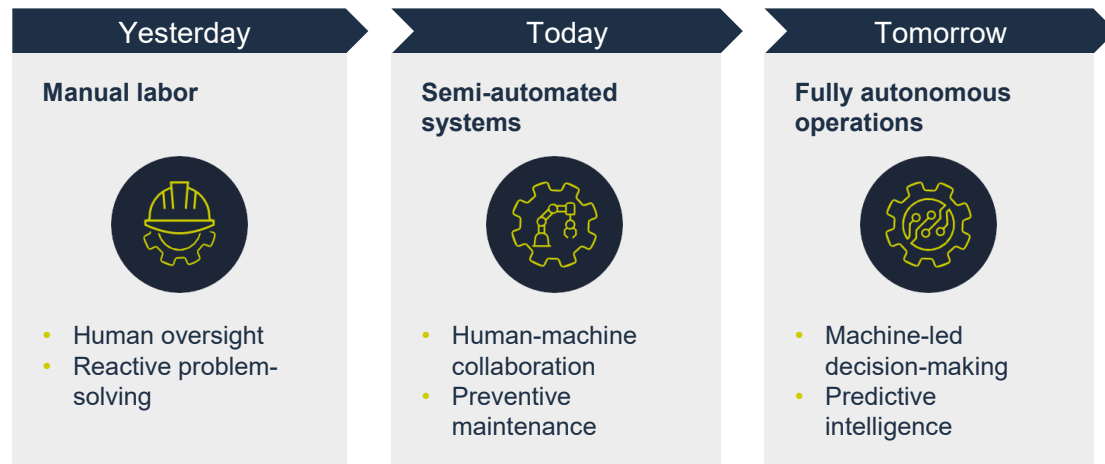 Yesterday
Manual labor
• Human oversight
• Reactive problem-
solving
Today
Semi-automated
systems
• Human-machine
collaboration
• Preventive
maintenance
Tomorrow
Fully autonomous
operations
• Machine-led
decision-making
• Predictive
intelligence